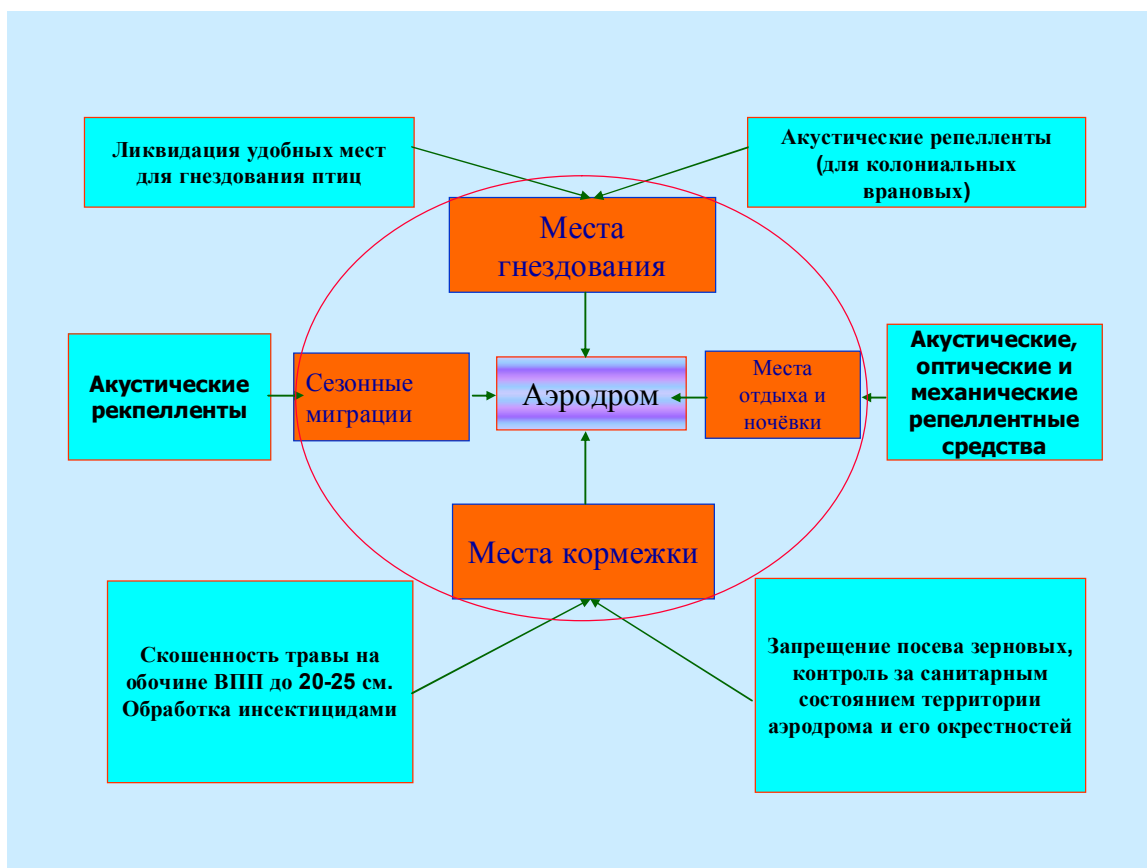 Ликвидация удобных мест
для гнездования птиц
Акустические репелленты
(для колониальных
врановых)
Места
гнездования
Акустические
рекпелленты
Сезонные
миграции
Аэродром
Места
отдыха и
ночёвки
Акустические,
оптические и
механические
репеллентные
средства
Места кормежки
Скошенность травы на
обочине ВПП до 20-25 см.
Обработка инсектицидами
Запрещение посева зерновых,
контроль за санитарным
состоянием территории
аэродрома и его окрестностей